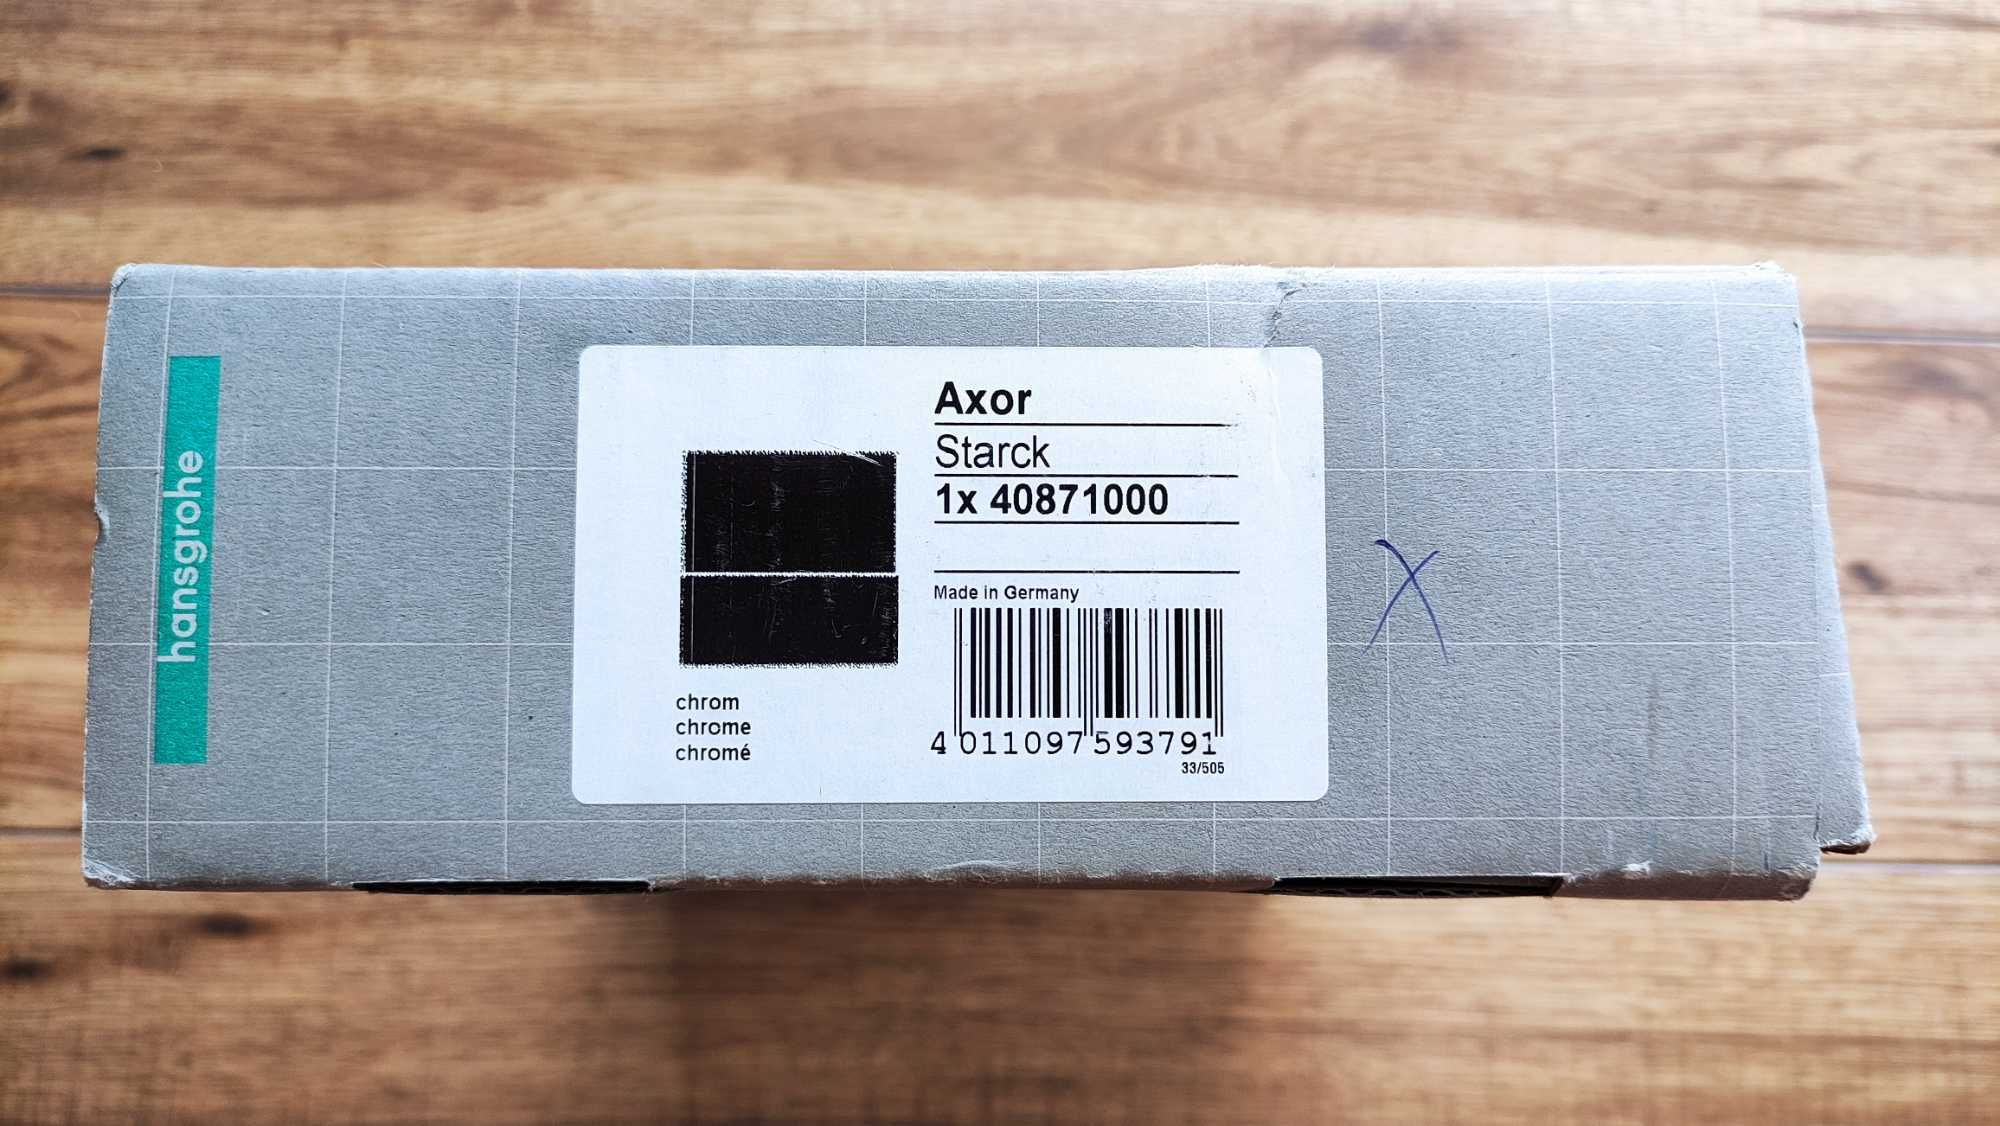 hansgrohe
Axor
Starck
1x 40871000
Made in Germany
chrom
chrome
chromé
4 011097 593791
33/505
X